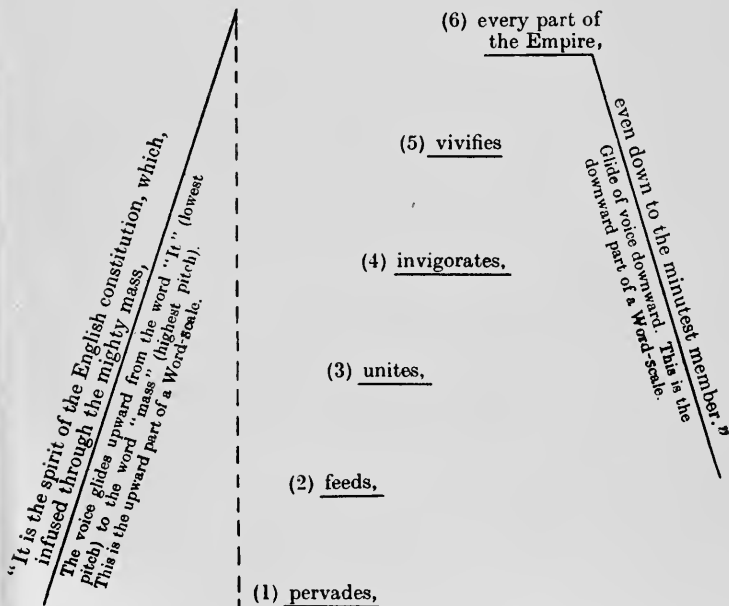 “It is the spirit of the English constitution, which,
infused through the mighty mass,
The voice glides upward from the word “It” (lowest
pitch) to the word “mass” (highest pitch).
This is the upward part of a Word-scale.
(6) every part of
the Empire,
(5) vivifies
(4) invigorates,
(3) unites,
(2) feeds,
(1) pervades,
even down to the minutest member.”
Glide of voice downward. This is the
downward part of a Word-scale.